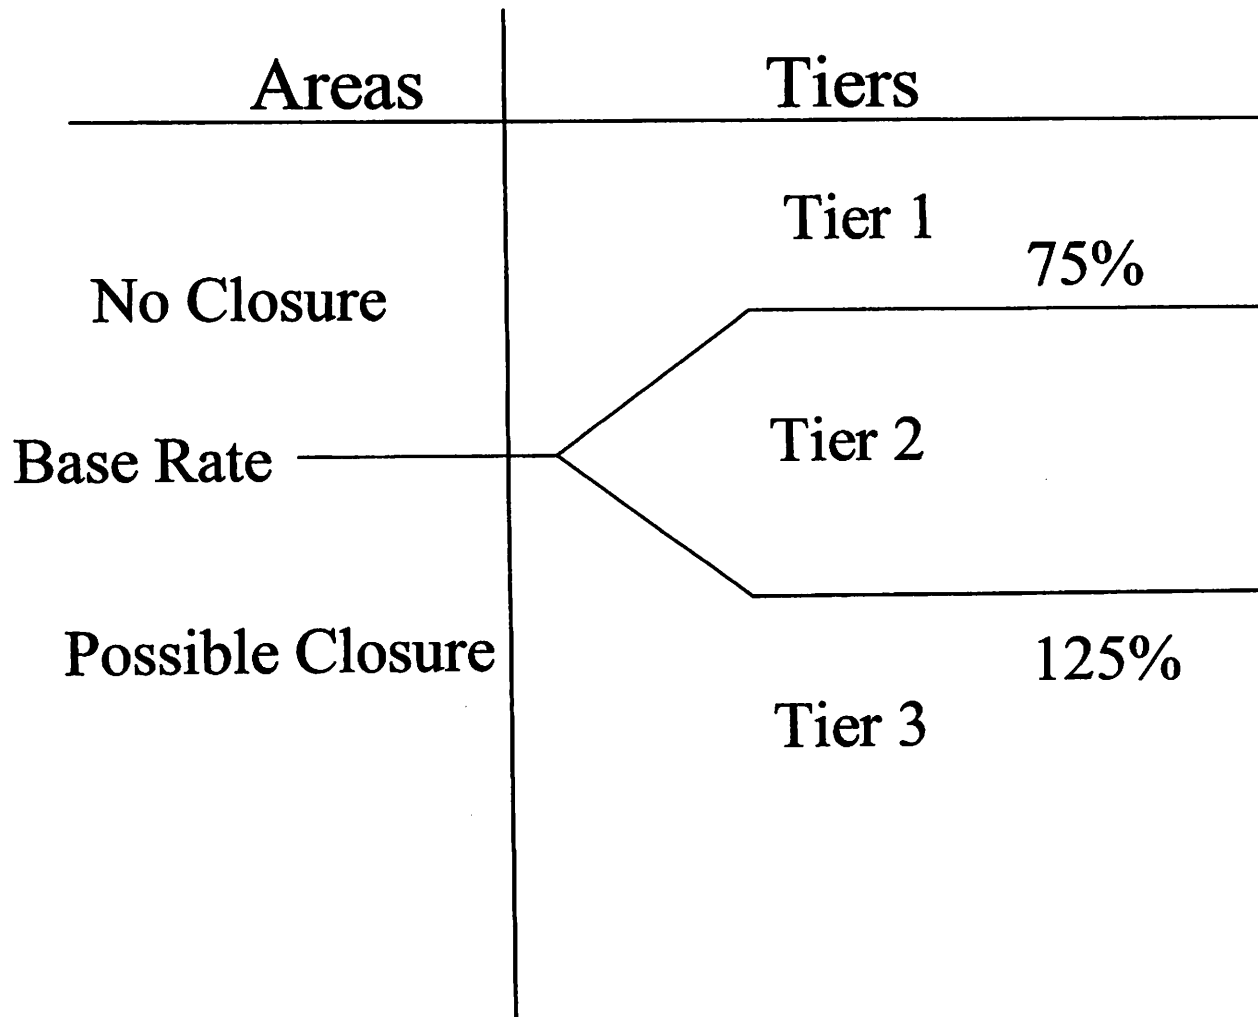 Areas
Tiers
Tier 1
75%
No Closure
Tier 2
Base Rate
Possible Closure
125%
Tier 3